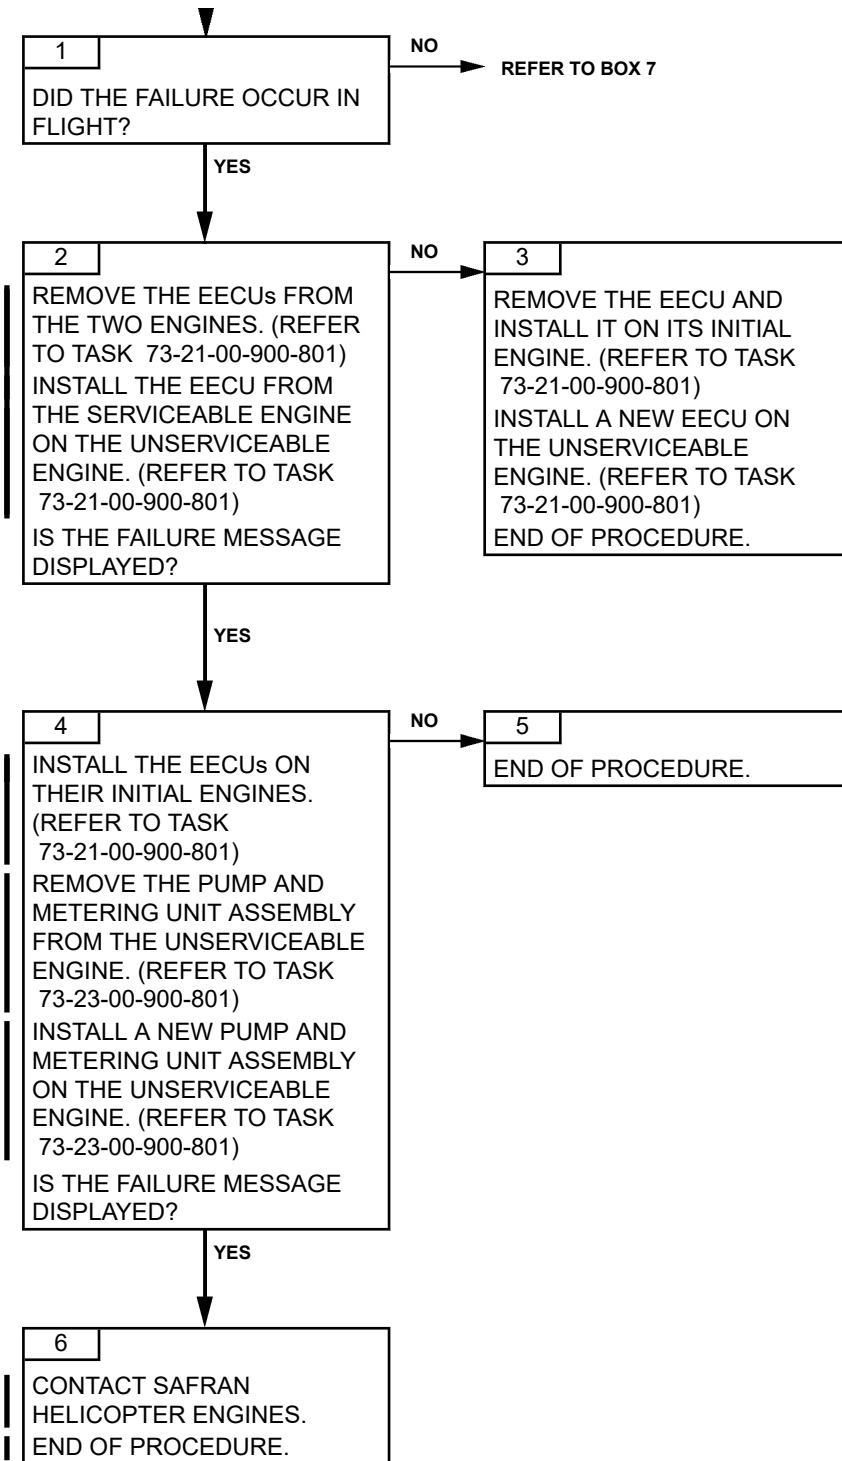 1
NO
REFER TO BOX 7
DID THE FAILURE OCCUR IN
FLIGHT?
YES
2
REMOVE THE EECUs FROM
THE TWO ENGINES. (REFER
TO TASK 73-21-00-900-801)
INSTALL THE EECU FROM
THE SERVICEABLE ENGINE
ON THE UNSERVICEABLE
ENGINE. (REFER TO TASK
73-21-00-900-801)
IS THE FAILURE MESSAGE
DISPLAYED?
NO
3
REMOVE THE EECU AND
INSTALL IT ON ITS INITIAL
ENGINE. (REFER TO TASK
73-21-00-900-801)
INSTALL A NEW EECU ON
THE UNSERVICEABLE
ENGINE. (REFER TO TASK
73-21-00-900-801)
END OF PROCEDURE.
YES
4
INSTALL THE EECUs ON
THEIR INITIAL ENGINES.
(REFER TO TASK
73-21-00-900-801)
REMOVE THE PUMP AND
METERING UNIT ASSEMBLY
FROM THE UNSERVICEABLE
ENGINE. (REFER TO TASK
73-23-00-900-801)
INSTALL A NEW PUMP AND
METERING UNIT ASSEMBLY
ON THE UNSERVICEABLE
ENGINE. (REFER TO TASK
73-23-00-900-801)
IS THE FAILURE MESSAGE
DISPLAYED?
NO
5
END OF PROCEDURE.
YES
6
CONTACT SAFRAN
HELICOPTER ENGINES.
END OF PROCEDURE.